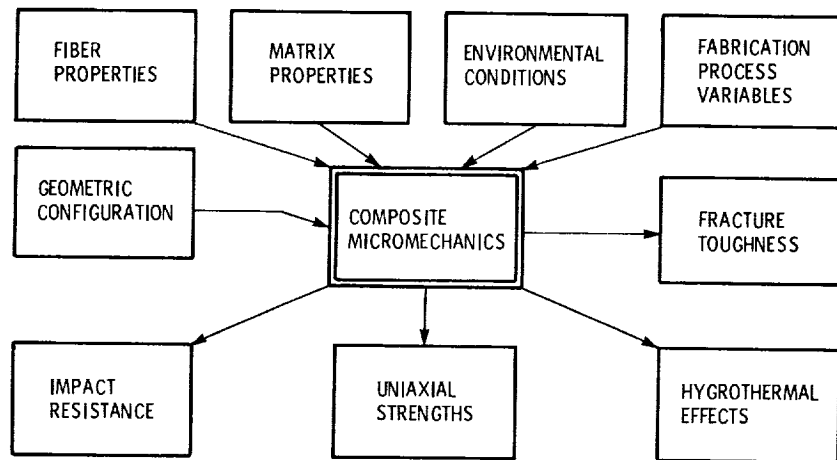 FIBER
PROPERTIES
MATRIX
PROPERTIES
ENVIRONMENTAL
CONDITIONS
FABRICATION
PROCESS
VARIABLES
GEOMETRIC
CONFIGURATION
COMPOSITE
MICROMECHANICS
FRACTURE
TOUGHNESS
IMPACT
RESISTANCE
UNIAXIAL
STRENGTHS
HYGROTHERMAL
EFFECTS